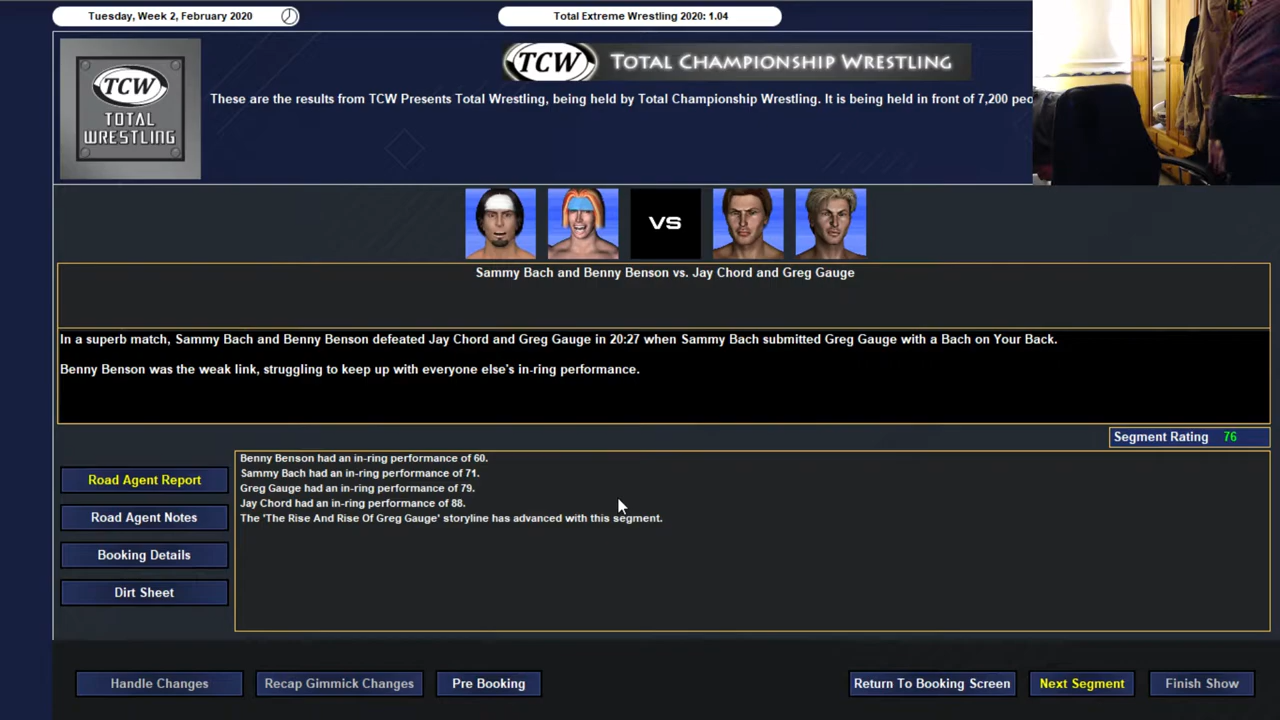 Tuesday, Week 2, February 2020
Total Extreme Wrestling 2020: 1.04
TCW
TOTAL
WRESTLING
TCW TOTAL CHAMPIONSHIP WRESTLING
These are the results from TCW Presents Total Wrestling, being held by Total Championship Wrestling. It is being held in front of 7,200
VS
Sammy Bach and Benny Benson vs. Jay Chord and Greg Gauge
In a superb match, Sammy Bach and Benny Benson defeated Jay Chord and Greg Gauge in 20:27 when Sammy Bach submitted Greg Gauge with a Bach on Your Back.
Benny Benson was the weak link, struggling to keep up with everyone else's in-ring performance.
Segment Rating 76
Road Agent Report
Road Agent Notes
Booking Details
Dirt Sheet
Benny Benson had an in-ring performance of 60.
Sammy Bach had an in-ring performance of 71.
Greg Gauge had an in-ring performance of 79.
Jay Chord had an in-ring performance of 88.
The 'The Rise And Rise Of Greg Gauge' storyline has advanced with this segment.
Handle Changes
Recap Gimmick Changes
Pre Booking
Return To Booking Screen
Next Segment
Finish Show